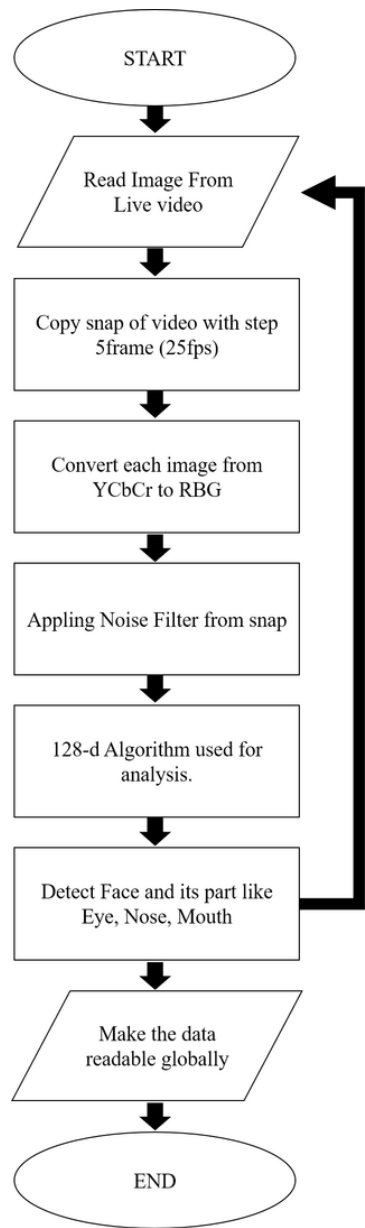 START
Read Image From
Live video
Copy snap of video with step
5frame (25fps)
Convert each image from
YCbCr to RBG
Appling Noise Filter from snap
128-d Algorithm used for
analysis.
Detect Face and its part like
Eye, Nose, Mouth
Make the data
readable globally
END